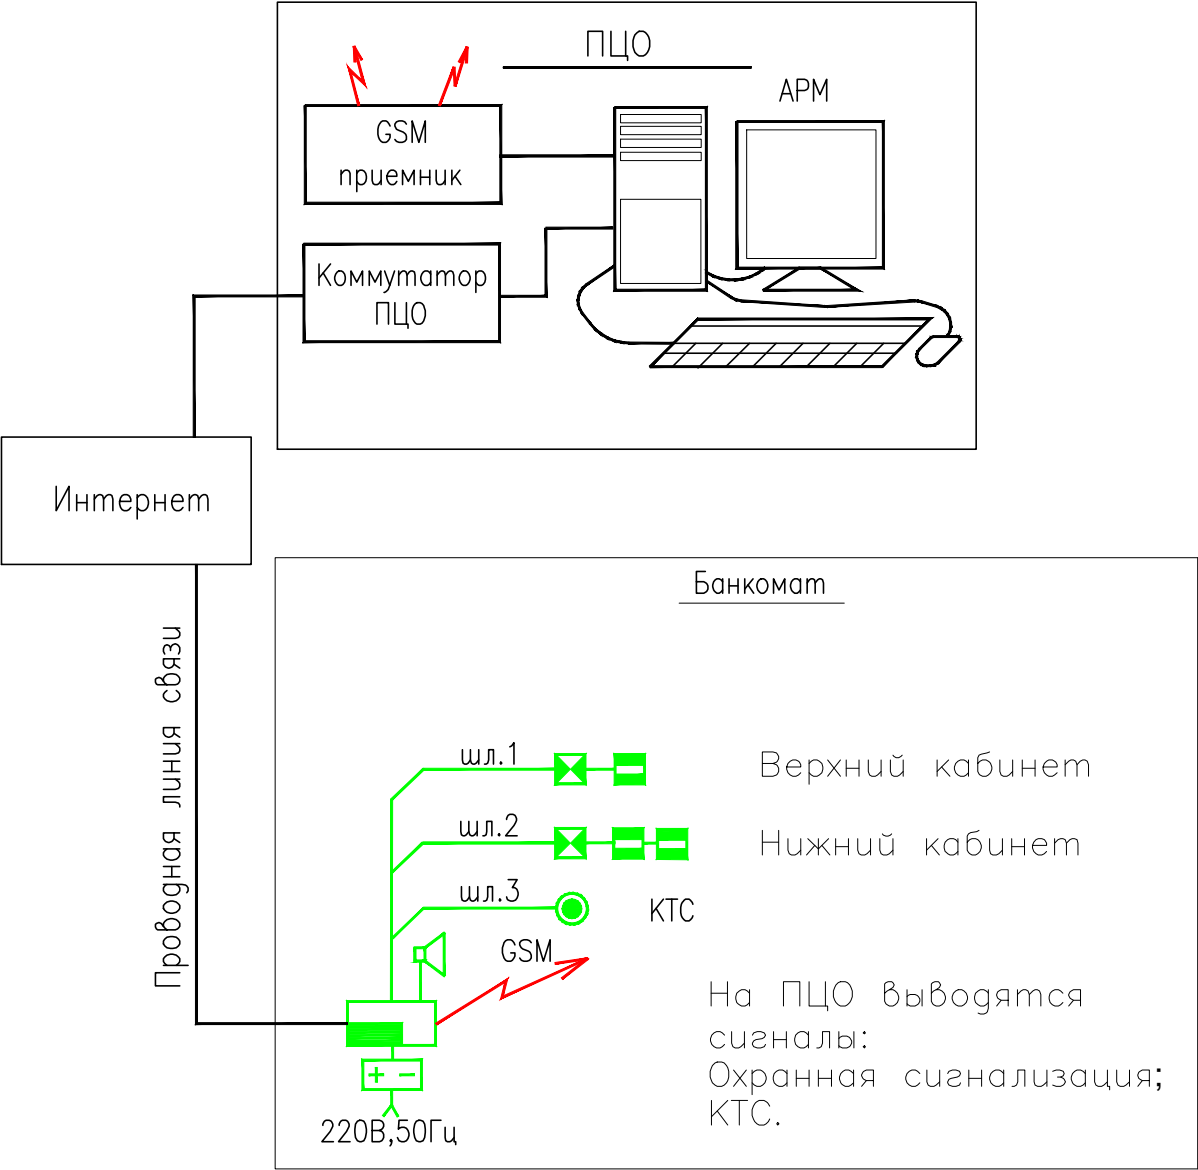 ПЦО
АРМ
GSM
приемник
Коммутатор
ПЦО
Интернет
Проводная линия связи
Банкомат
шл.1
Верхний кабинет
шл.2
Нижний кабинет
шл.3
КТС
GSM
На ПЦО выводятся
сигналы:
Охранная сигнализация;
КТС.
+ −
220В,50Гц